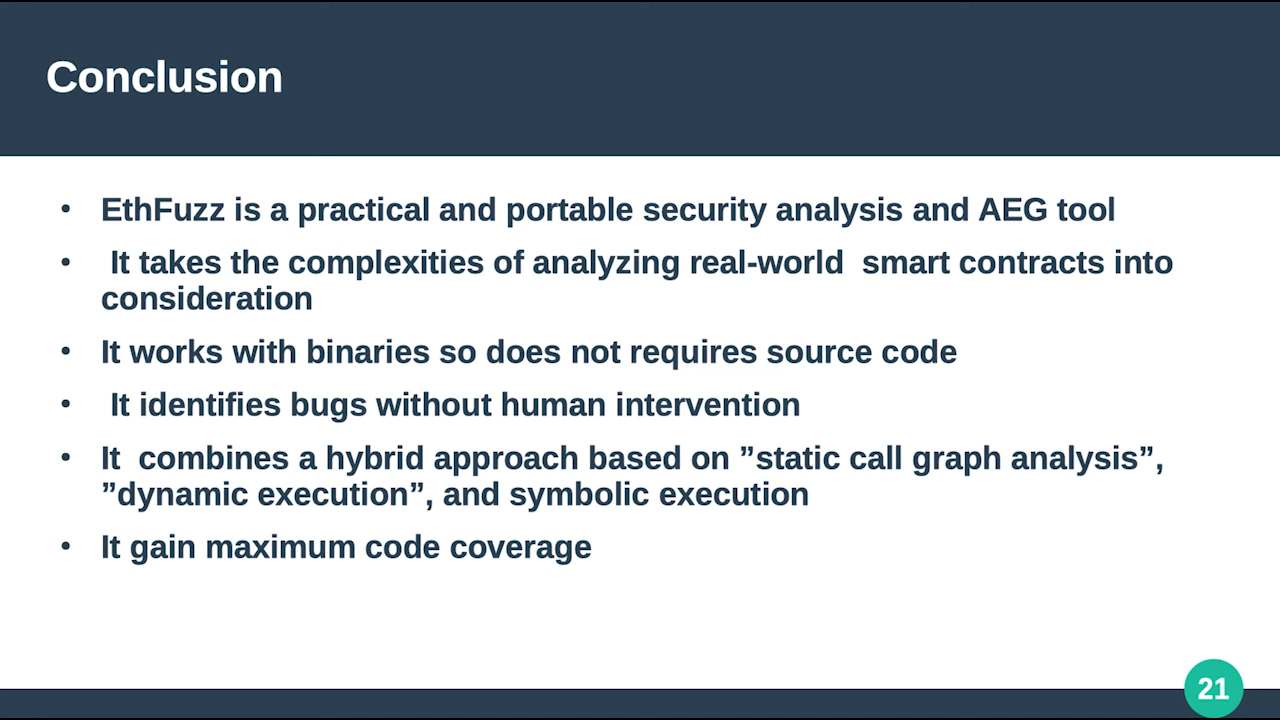 Conclusion
• EthFuzz is a practical and portable security analysis and AEG tool
• It takes the complexities of analyzing real-world  smart contracts into
consideration
• It works with binaries so does not requires source code
• It identifies bugs without human intervention
• It  combines a hybrid approach based on ”static call graph analysis”,
”dynamic execution”, and symbolic execution
• It gain maximum code coverage
21